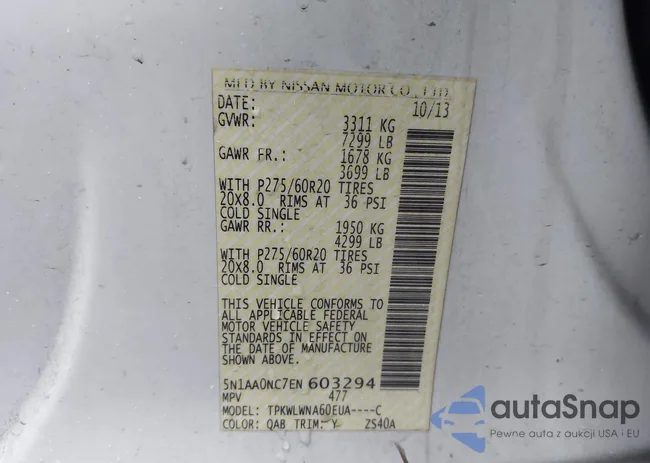 MFD BY NISSAN MOTOR CO., LTD.
DATE: 10/13
GVWR: 3311 KG
7299 LB
GAWR FR.: 1678 KG
3699 LB
WITH P275/60R20 TIRES
20X8.0 RIMS AT 36 PSI
COLD SINGLE
GAWR RR.: 1950 KG
4299 LB
WITH P275/60R20 TIRES
20X8.0 RIMS AT 36 PSI
COLD SINGLE
THIS VEHICLE CONFORMS TO
ALL APPLICABLE FEDERAL
MOTOR VEHICLE SAFETY
STANDARDS IN EFFECT ON
THE DATE OF MANUFACTURE
SHOWN ABOVE.
5N1AA0NC7EN 603294
MPV 477
MODEL: TPKWLWNA60EUA----C
COLOR: QAB TRIM: Y ZS40A
autoSnap
Pewne auta z aukcji USA i EU